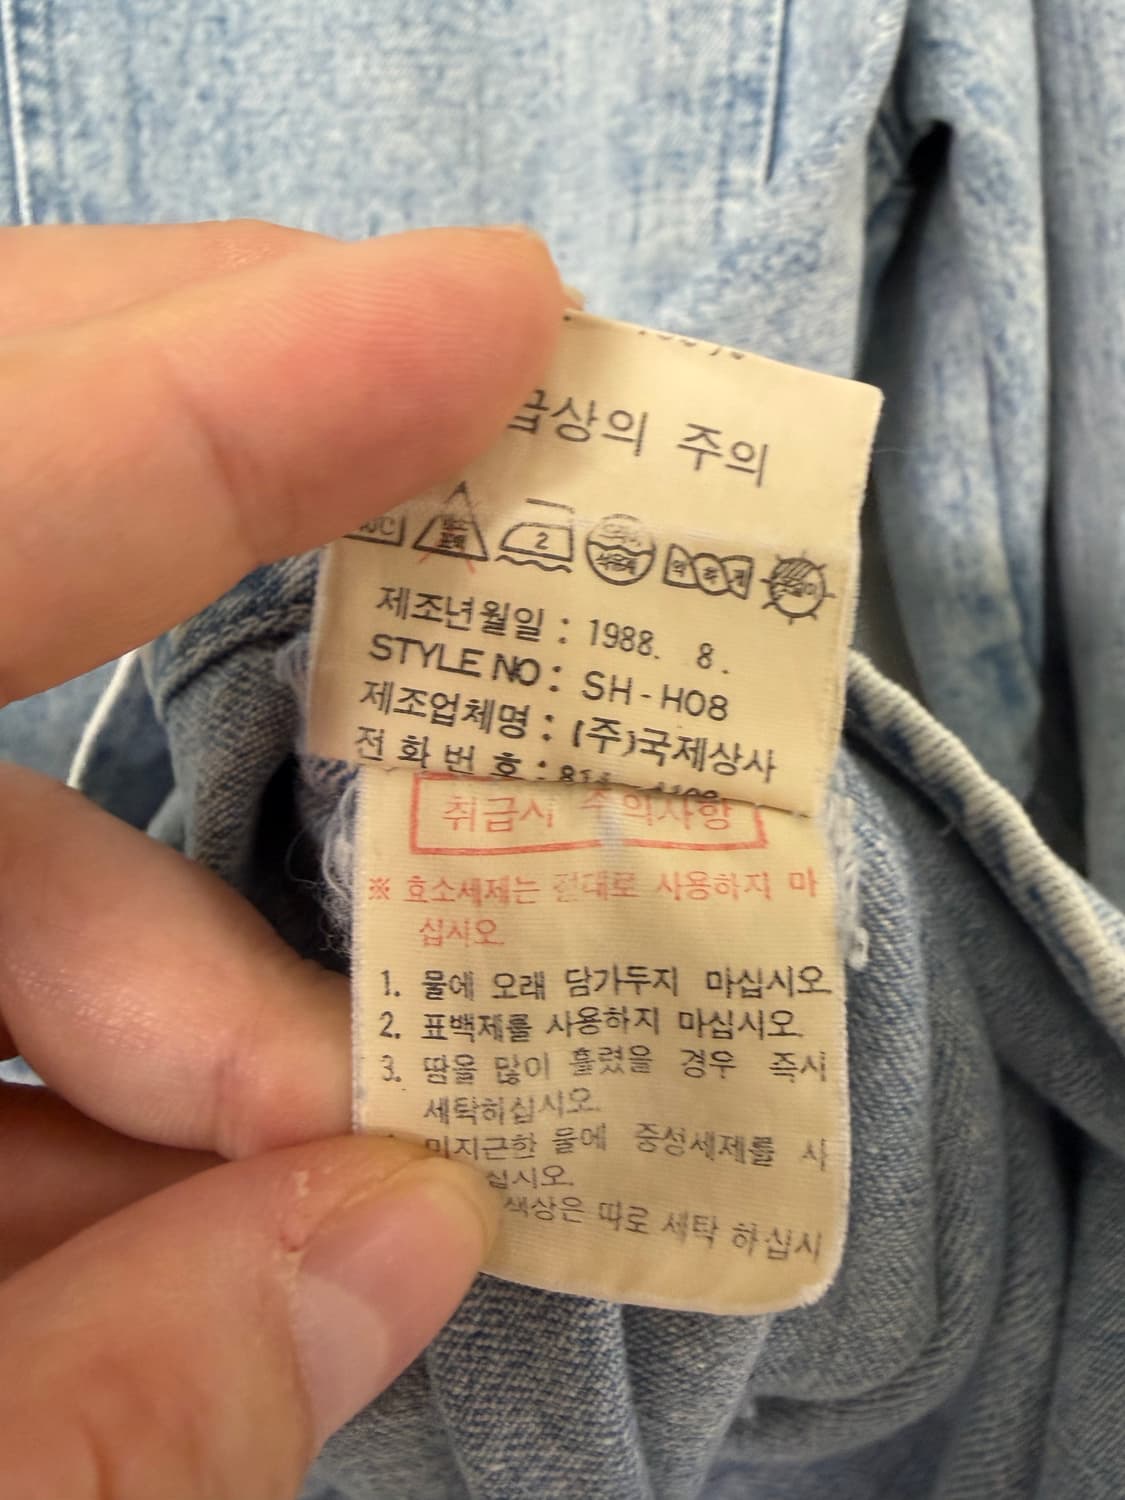 급상의 주의
2
제조년월일 : 1988. 8.
STYLE NO : SH-H08
제조업체명 : (주)국제상사
전화번호 :
취급시 주의사항
※ 효소세제는 절대로 사용하지 마
십시오.
1. 물에 오래 담가두지 마십시오.
2. 표백제를 사용하지 마십시오.
3. 땀을 많이 흘렸을 경우 즉시
세탁하십시오.
미지근한 물에 중성세제를 사
십시오.
색상은 따로 세탁 하십시